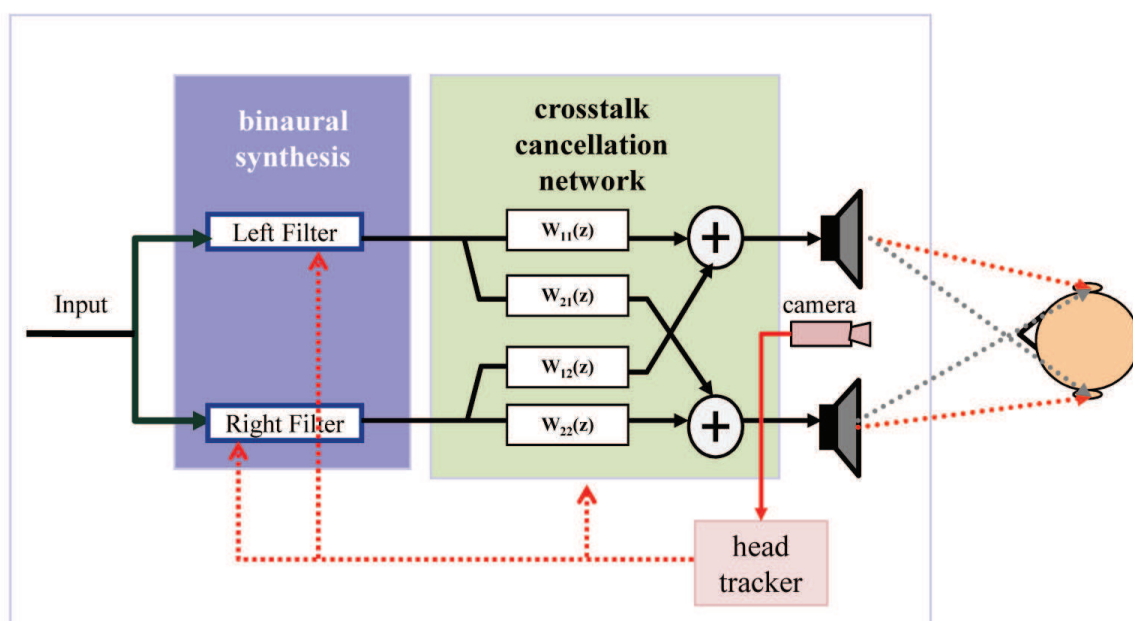 binaural
synthesis
crosstalk
cancellation
network
Left Filter
W11(z)
+
W21(z)
Input
camera
W12(z)
Right Filter
W22(z)
+
head
tracker